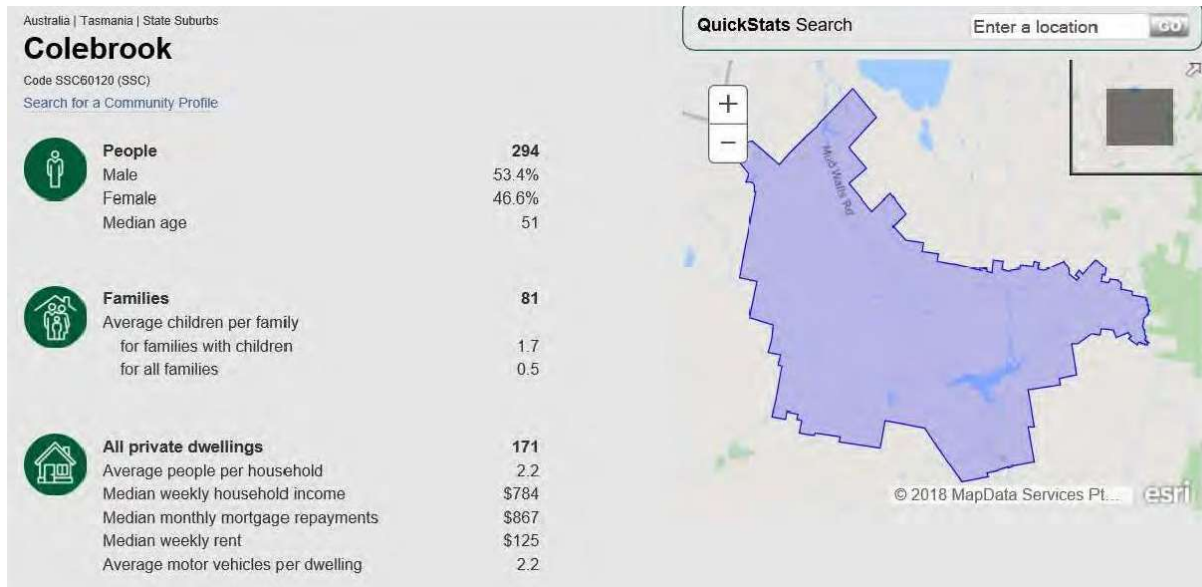 Australia | Tasmania | State Suburbs
Colebrook
Code SSC60120 (SSC)
Search for a Community Profile
People 294
Male 53.4%
Female 46.6%
Median age 51
Families 81
Average children per family
for families with children 1.7
for all families 0.5
All private dwellings 171
Average people per household 2.2
Median weekly household income $784
Median monthly mortgage repayments $867
Median weekly rent $125
Average motor vehicles per dwelling 2.2
QuickStats Search Enter a location GO
+
−
Mud Walls Rd
© 2018 MapData Services Pt...
esri